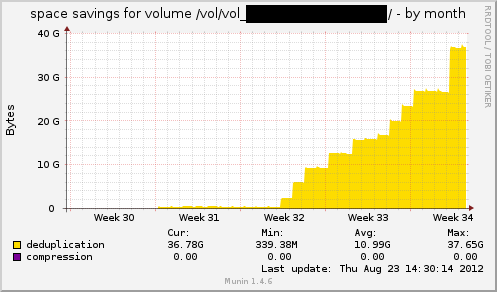 space savings for volume /vol/vol_ / - by month
RRDTOOL / TOBI OETIKER
Bytes
40 G
30 G
20 G
10 G
0
Week 30 Week 31 Week 32 Week 33 Week 34
Cur: Min: Avg: Max:
deduplication 36.78G 339.38M 10.99G 37.65G
compression 0.00 0.00 0.00 0.00
Last update: Thu Aug 23 14:30:14 2012
Munin 1.4.6